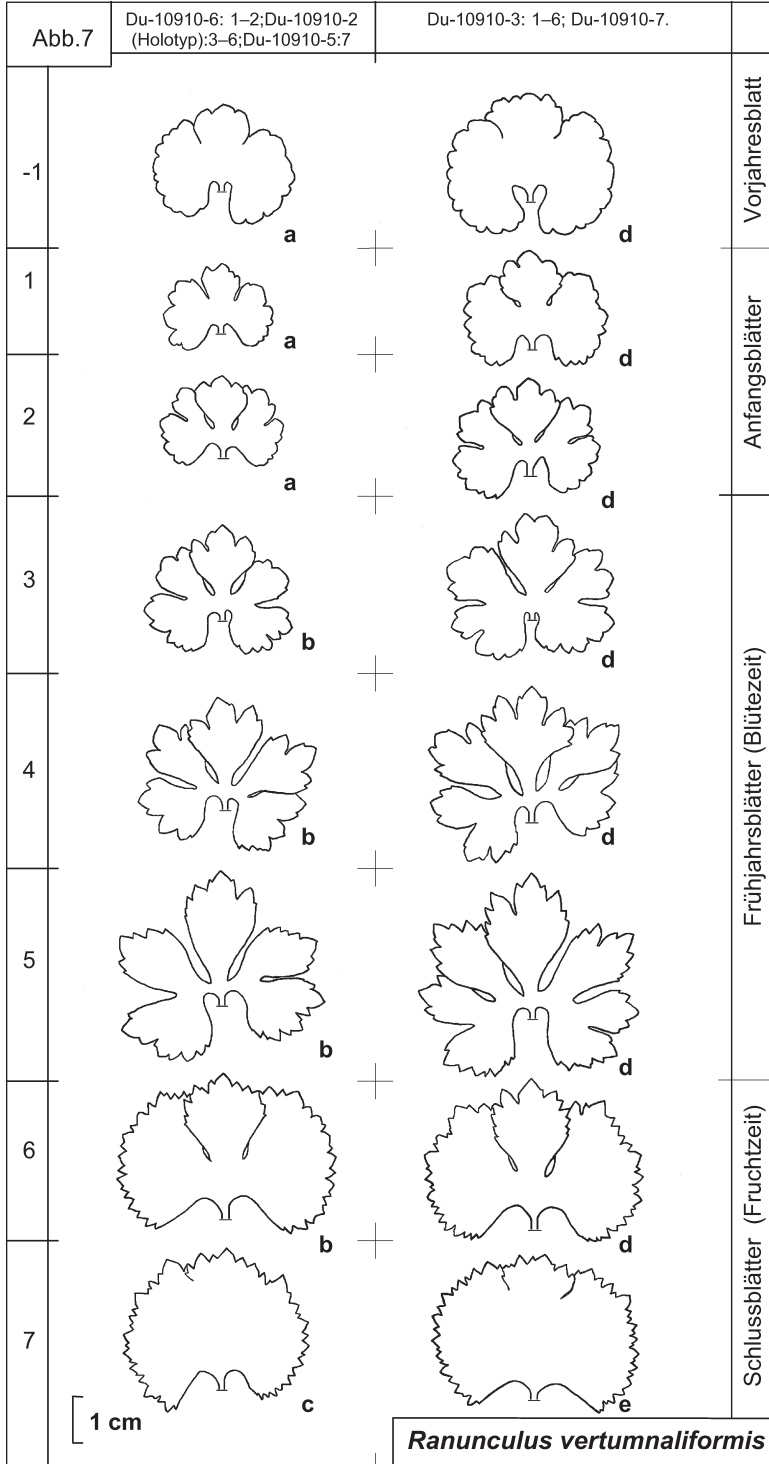 Abb.7
Du-10910-6: 1–2;Du-10910-2
(Holotyp):3–6;Du-10910-5:7
Du-10910-3: 1–6; Du-10910-7.
Vorjahresblatt
-1
a
d
Anfangsblätter
1
a
d
2
a
d
Frühjahrsblätter (Blütezeit)
3
b
d
4
b
d
5
b
d
Schlussblätter (Fruchtzeit)
6
b
d
7
c
e
1 cm
Ranunculus vertumnaliformis